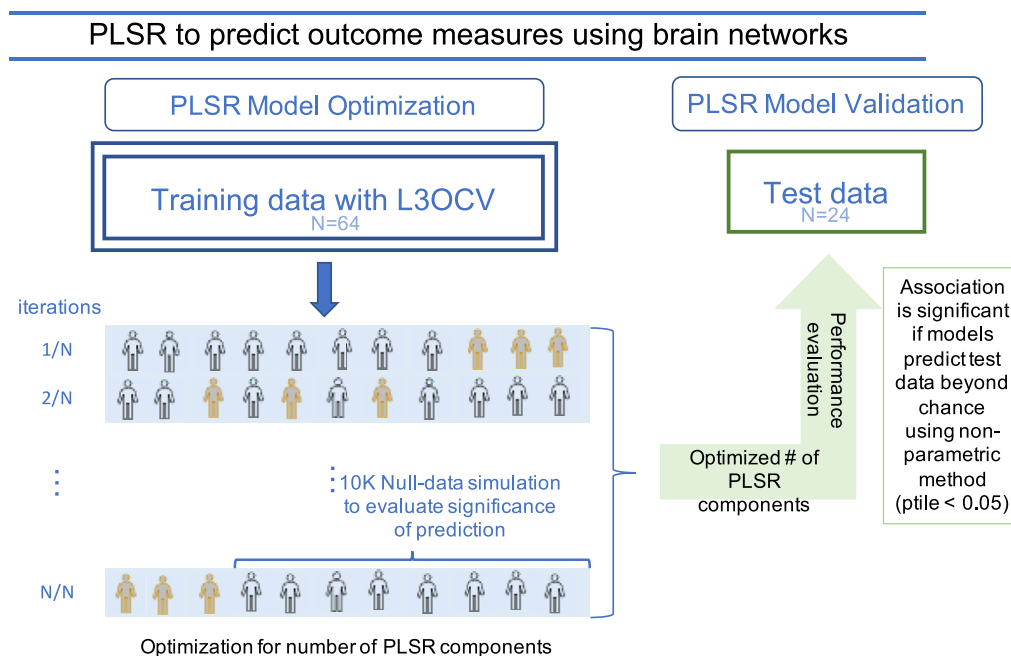 PLSR to predict outcome measures using brain networks
PLSR Model Optimization
Training data with L3OCV
N=64
iterations
1/N
2/N
⋮
⋮
10K Null-data simulation
to evaluate significance
of prediction
N/N
Optimization for number of PLSR components
PLSR Model Validation
Test data
N=24
Performance
evaluation
Optimized # of
PLSR
components
Association
is significant
if models
predict test
data beyond
chance
using non-
parametric
method
(ptile < 0.05)